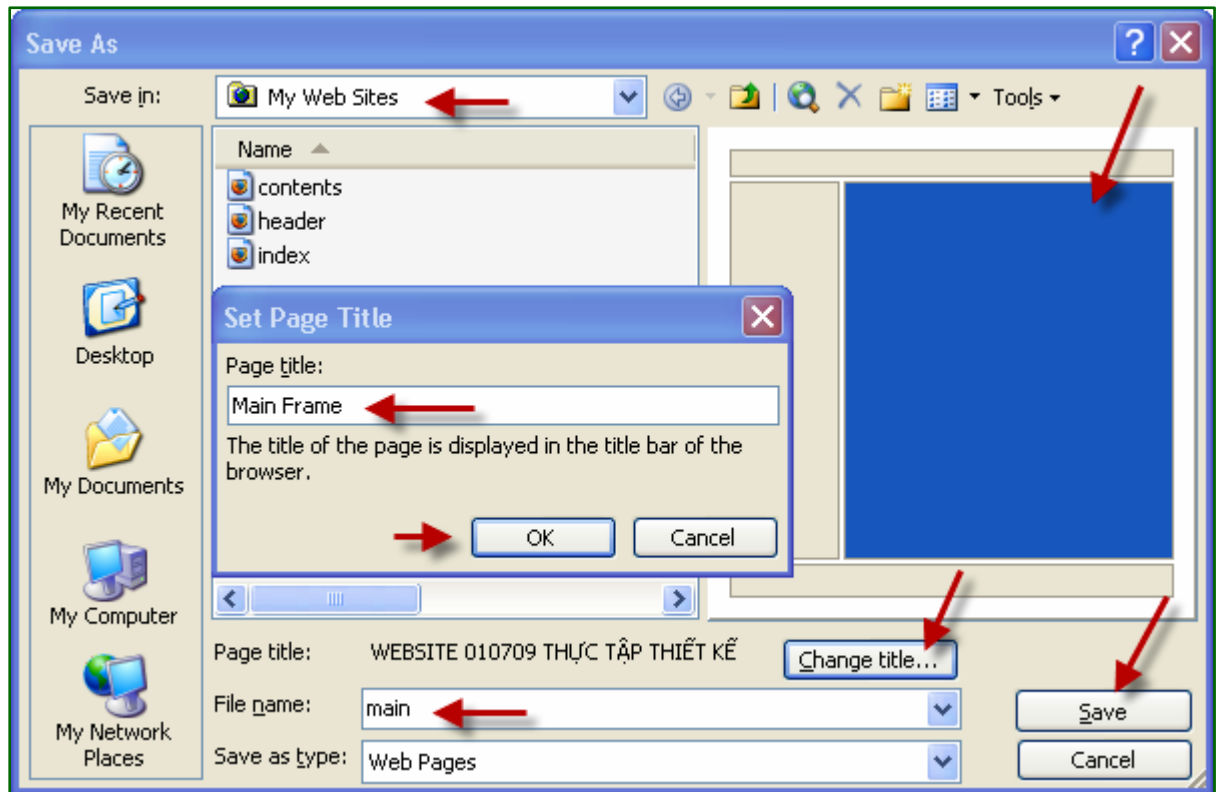 Save As
Save in:
My Web Sites
Tools
Name
contents
header
index
My Recent
Documents
Desktop
My Documents
My Computer
My Network
Places
Set Page Title
Page title:
Main Frame
The title of the page is displayed in the title bar of the
browser.
OK
Cancel
Page title:
WEBSITE 010709 THỰC TẬP THIẾT KẾ
Change title...
File name:
main
Save
Save as type:
Web Pages
Cancel